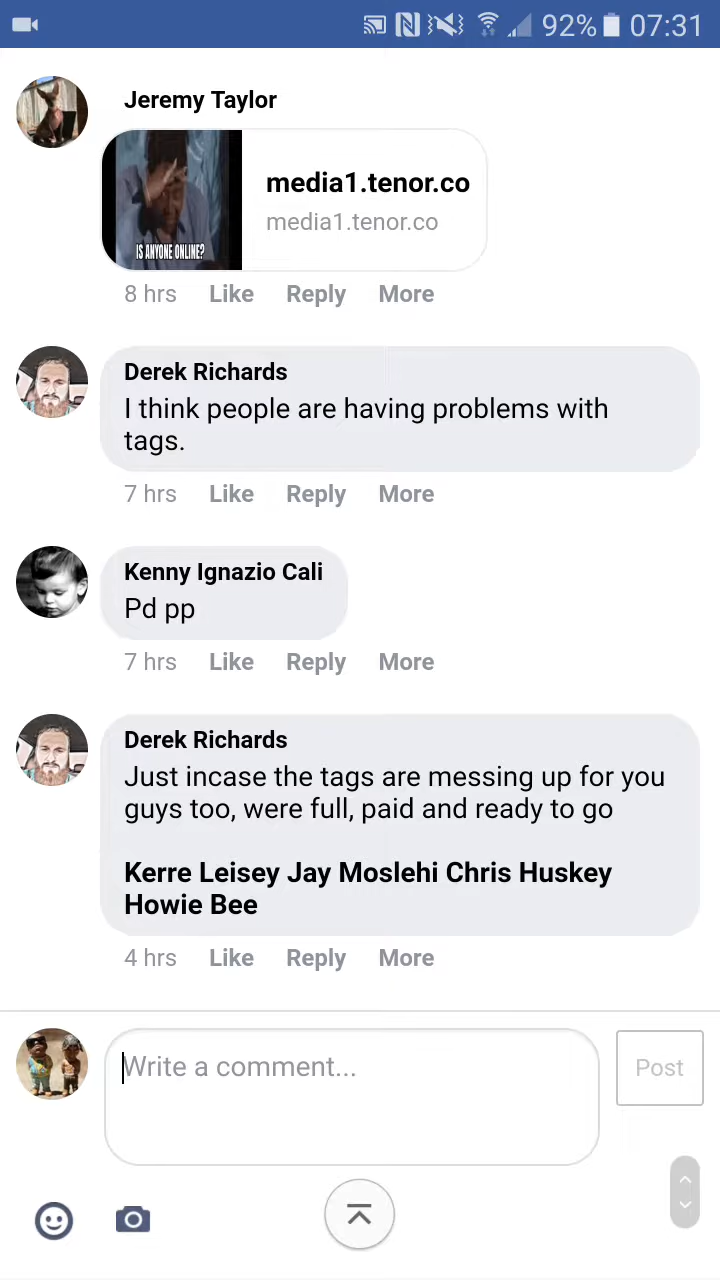 92% 07:31
Jeremy Taylor
media1.tenor.co
media1.tenor.co
IS ANYONE ONLINE?
8 hrs Like Reply More
Derek Richards
I think people are having problems with
tags.
7 hrs Like Reply More
Kenny Ignazio Cali
Pd pp
7 hrs Like Reply More
Derek Richards
Just incase the tags are messing up for you
guys too, were full, paid and ready to go
Kerre Leisey Jay Moslehi Chris Huskey
Howie Bee
4 hrs Like Reply More
Write a comment...
Post